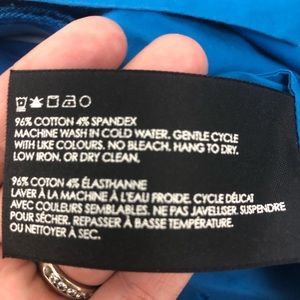 96% COTTON 4% SPANDEX
MACHINE WASH IN COLD WATER, GENTLE CYCLE
WITH LIKE COLOURS. NO BLEACH. HANG TO DRY.
LOW IRON, OR DRY CLEAN.
96% COTTON 4% ÉLASTHANNE
LAVER À LA MACHINE À L'EAU FROIDE, CYCLE DÉLICAT
AVEC COULEURS SEMBLABLES. NE PAS JAVELLISER. SUSPENDRE
POUR SÉCHER. REPASSER À BASSE TEMPÉRATURE,
OU NETTOYER À SEC.